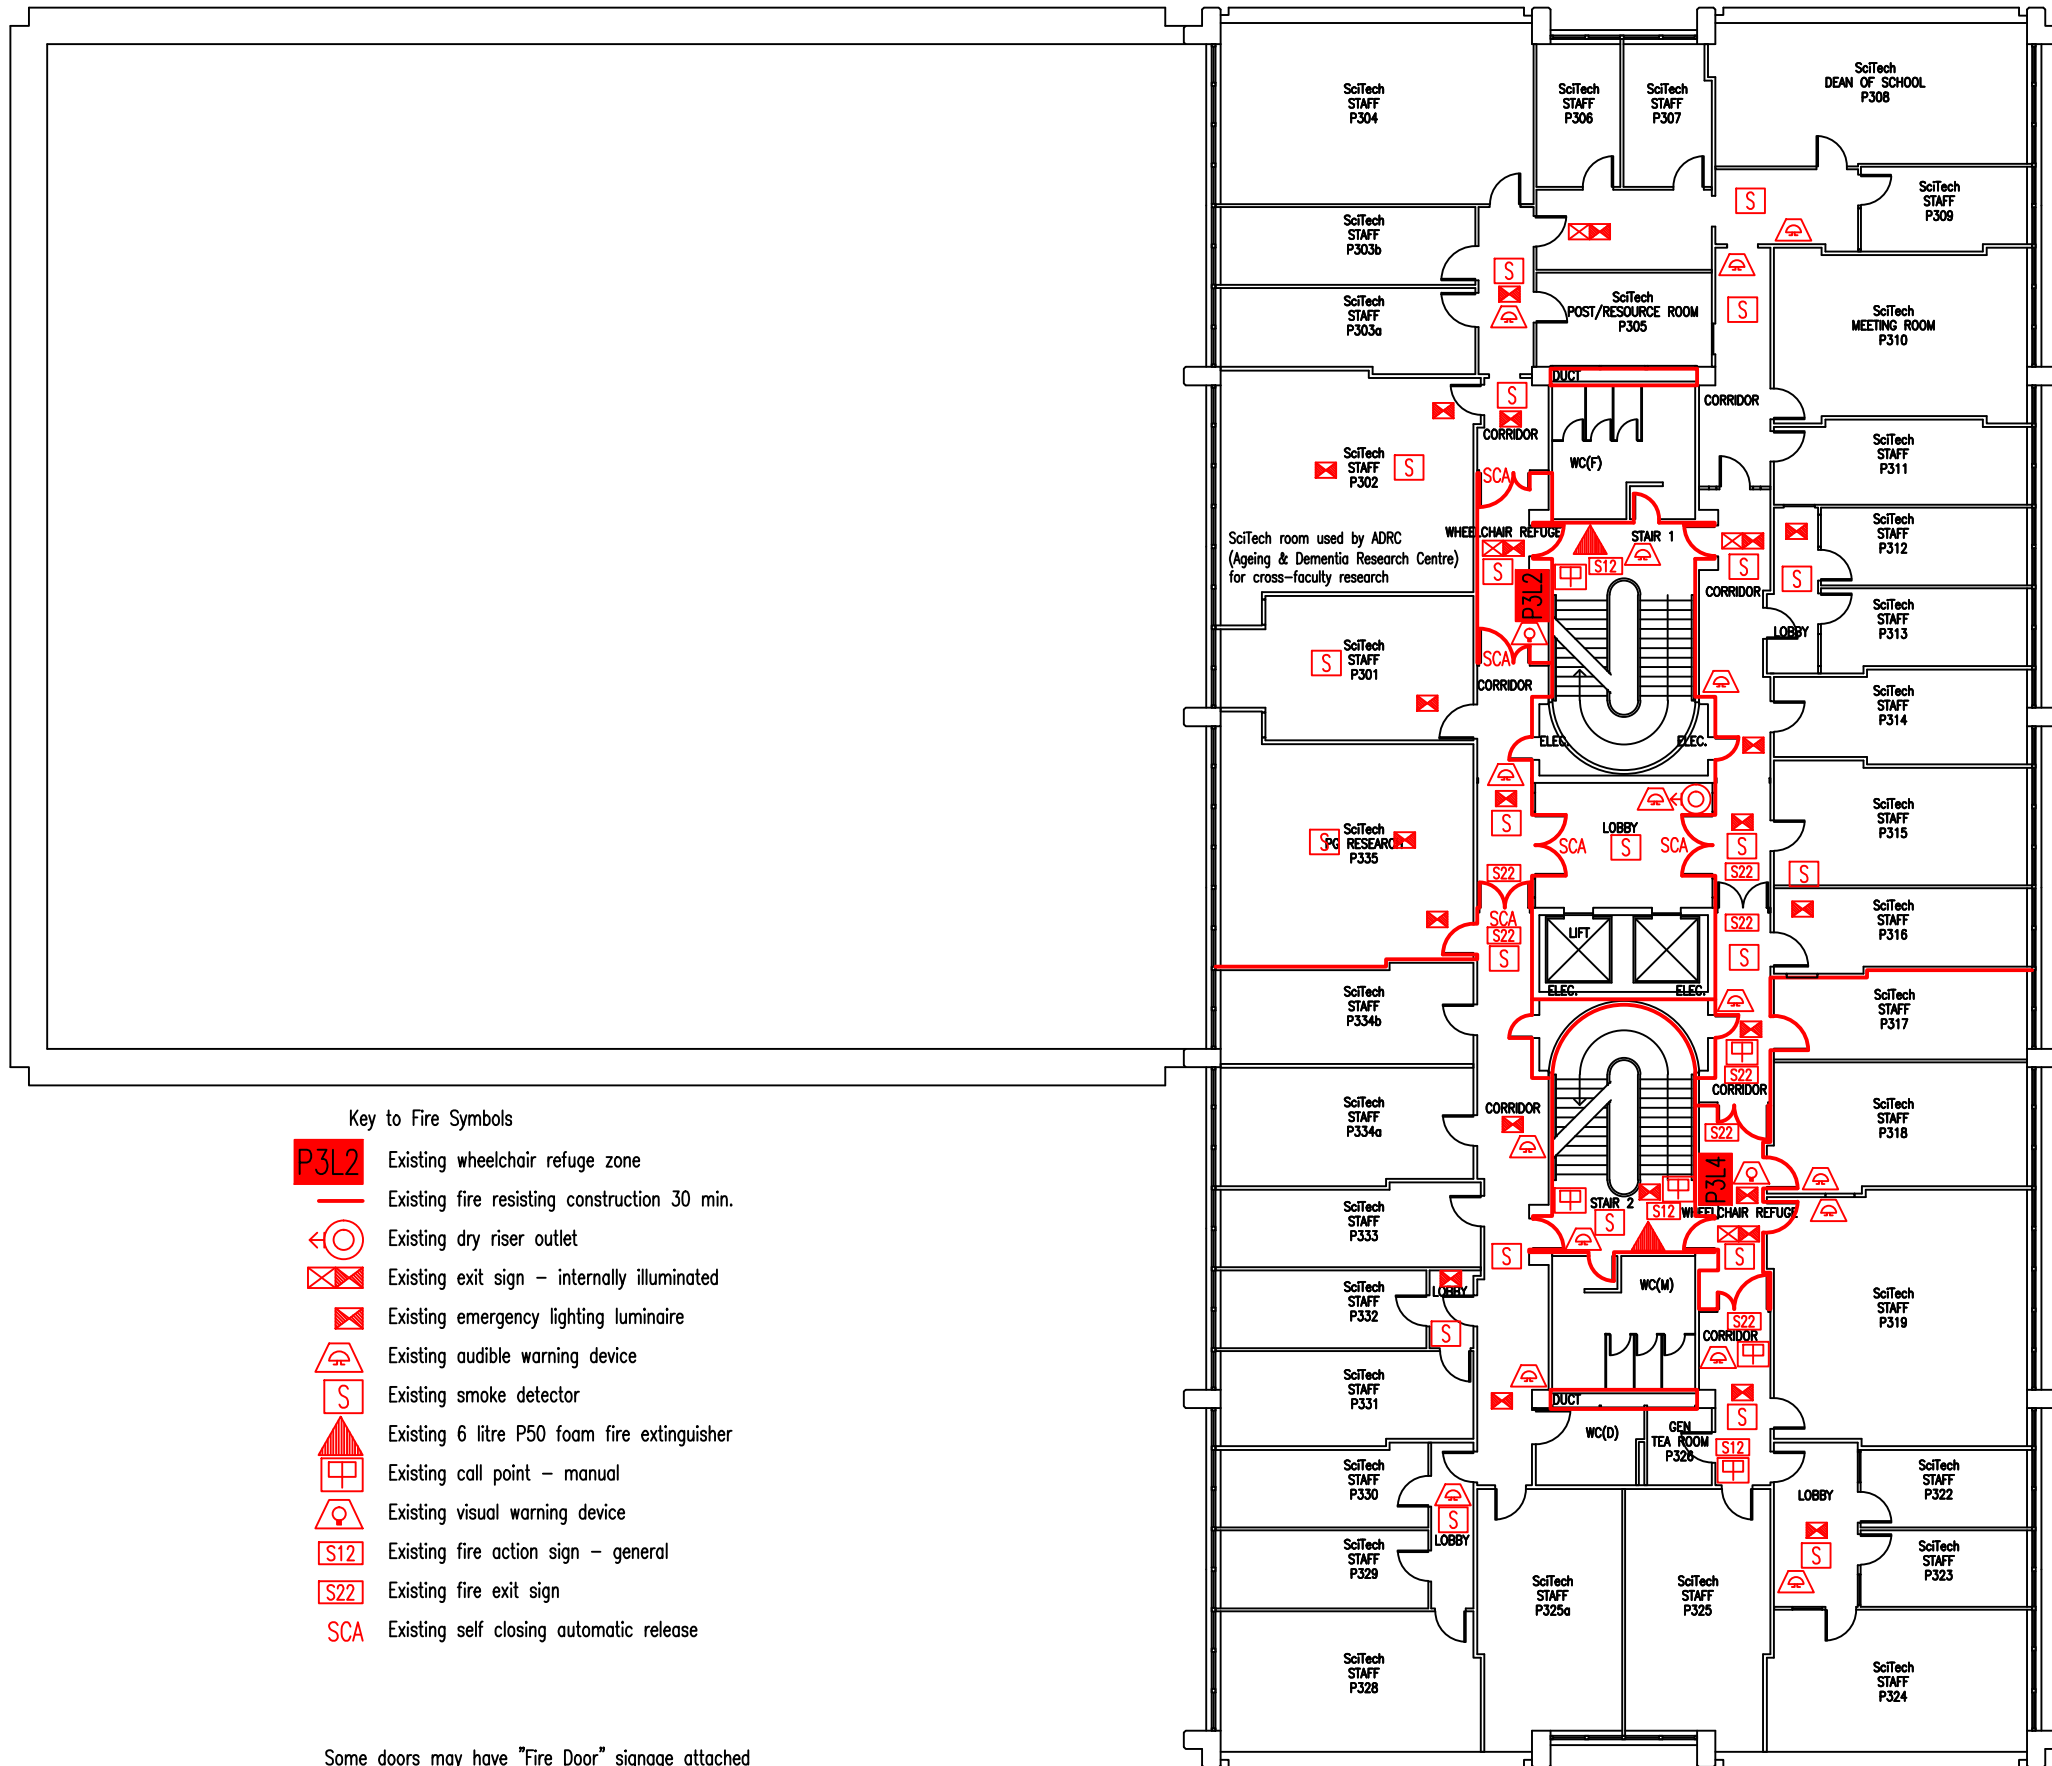 SciTech
STAFF
P304
SciTech
STAFF
P306
SciTech
STAFF
P307
SciTech
DEAN OF SCHOOL
P308
SciTech
STAFF
P309
SciTech
STAFF
P303b
SciTech
STAFF
P303a
SciTech
POST/RESOURCE ROOM
P305
SciTech
MEETING ROOM
P310
S
S
S
S
DUCT
CORRIDOR
CORRIDOR
WC(F)
SciTech
STAFF
P302
S
SCA
SciTech
STAFF
P311
SciTech room used by ADRC
(Ageing & Dementia Research Centre)
for cross-faculty research
WHEELCHAIR REFUGE
STAIR 1
S12
S
P3L2
S
CORRIDOR
S
SciTech
STAFF
P312
SciTech
STAFF
P313
LOBBY
SciTech
STAFF
P301
S
SCA
CORRIDOR
SciTech
STAFF
P314
ELEC.
ELEC.
SciTech
PG RESEARCH
P335
S
S
LOBBY
SCA
S
SCA
S
SciTech
STAFF
P315
S22
S22
S
SCA
S22
S
S22
S
LIFT
SciTech
STAFF
P316
ELEC.
ELEC.
SciTech
STAFF
P334b
SciTech
STAFF
P317
S22
CORRIDOR
SciTech
STAFF
P334a
CORRIDOR
S22
SciTech
STAFF
P318
P3L4
STAIR 2
S
S12
WHEELCHAIR REFUGE
SciTech
STAFF
P333
S
S
SciTech
STAFF
P332
LOBBY
S
WC(M)
S22
CORRIDOR
SciTech
STAFF
P319
SciTech
STAFF
P331
DUCT
S
WC(D)
GEN
TEA ROOM
P326
S12
SciTech
STAFF
P330
S
LOBBY
LOBBY
S
SciTech
STAFF
P322
SciTech
STAFF
P329
SciTech
STAFF
P323
SciTech
STAFF
P325a
SciTech
STAFF
P325
SciTech
STAFF
P328
SciTech
STAFF
P324
Key to Fire Symbols
P3L2 Existing wheelchair refuge zone
Existing fire resisting construction 30 min.
Existing dry riser outlet
Existing exit sign - internally illuminated
Existing emergency lighting luminaire
Existing audible warning device
S Existing smoke detector
Existing 6 litre P50 foam fire extinguisher
Existing call point - manual
Existing visual warning device
S12 Existing fire action sign - general
S22 Existing fire exit sign
SCA Existing self closing automatic release
Some doors may have "Fire Door" signage attached